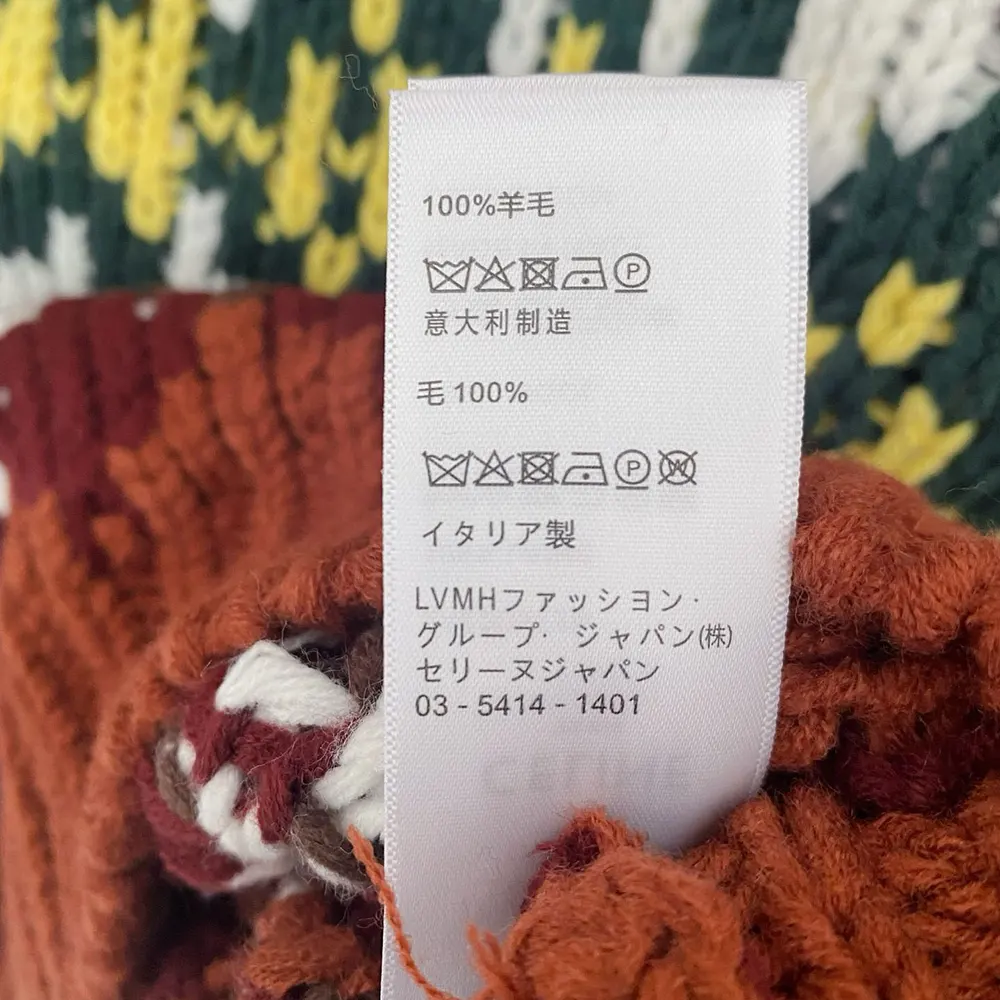 100%羊毛
P
意大利制造
毛 100%
P W
イタリア製
LVMHファッション·
グループ· ジャパン(株)
セリーヌジャパン
03 - 5414 - 1401